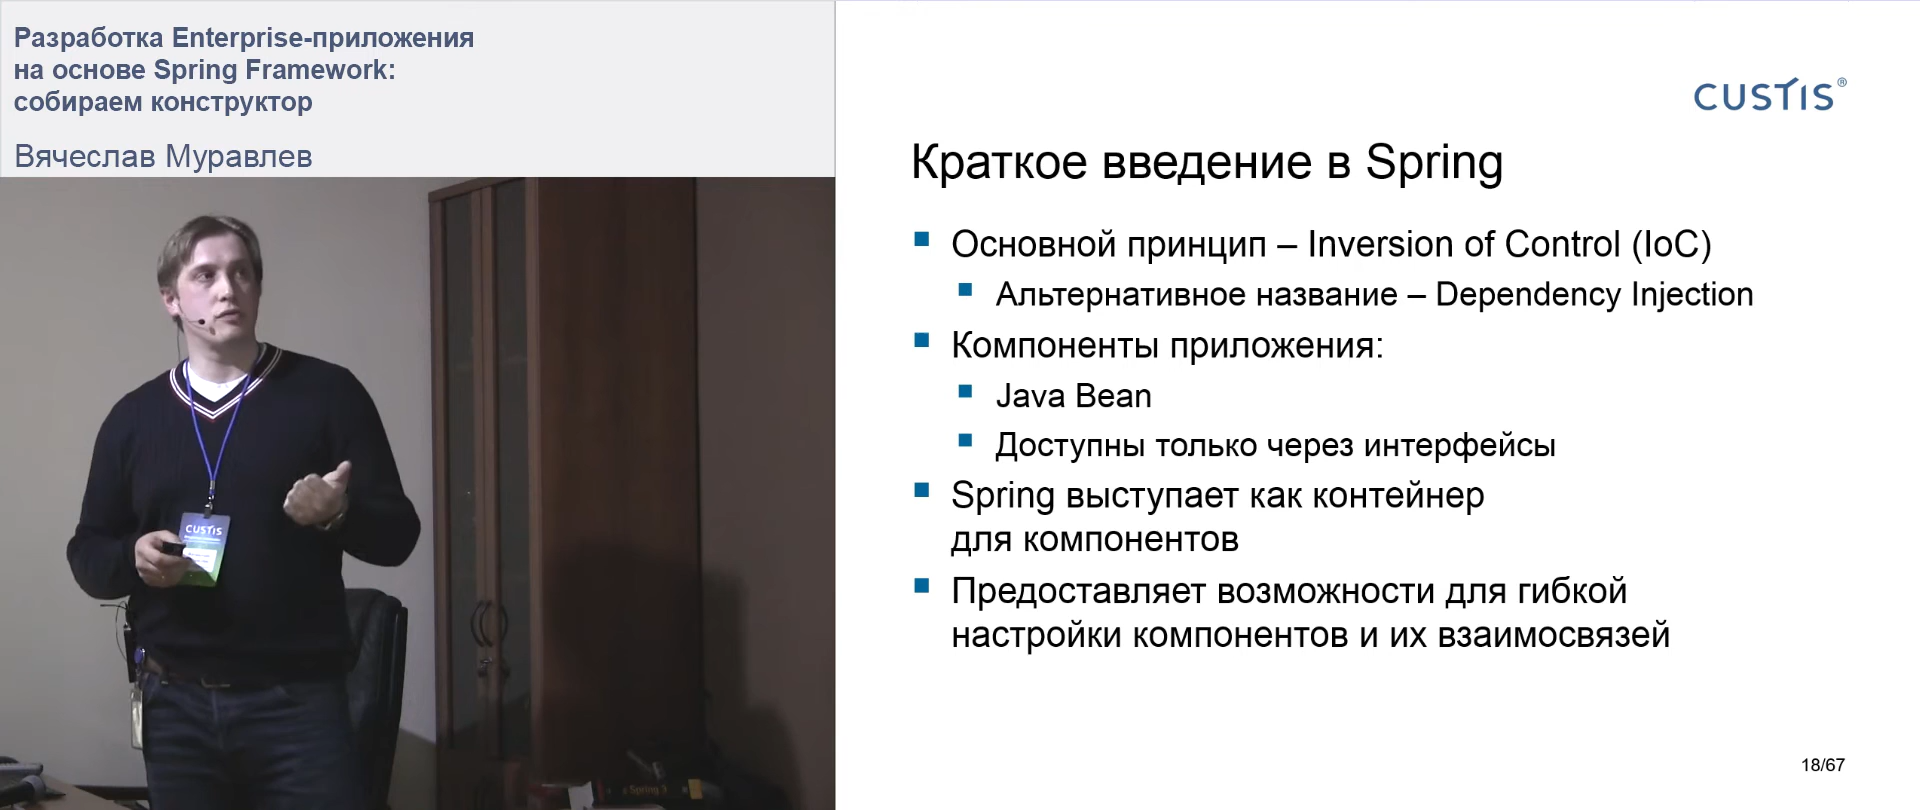 Разработка Enterprise-приложения
на основе Spring Framework:
собираем конструктор
Вячеслав Муравлев
CUSTIS
Spring 3
CUSTIS®
Краткое введение в Spring
Основной принцип – Inversion of Control (IoC)
Альтернативное название – Dependency Injection
Компоненты приложения:
Java Bean
Доступны только через интерфейсы
Spring выступает как контейнер
для компонентов
Предоставляет возможности для гибкой
настройки компонентов и их взаимосвязей
18/67